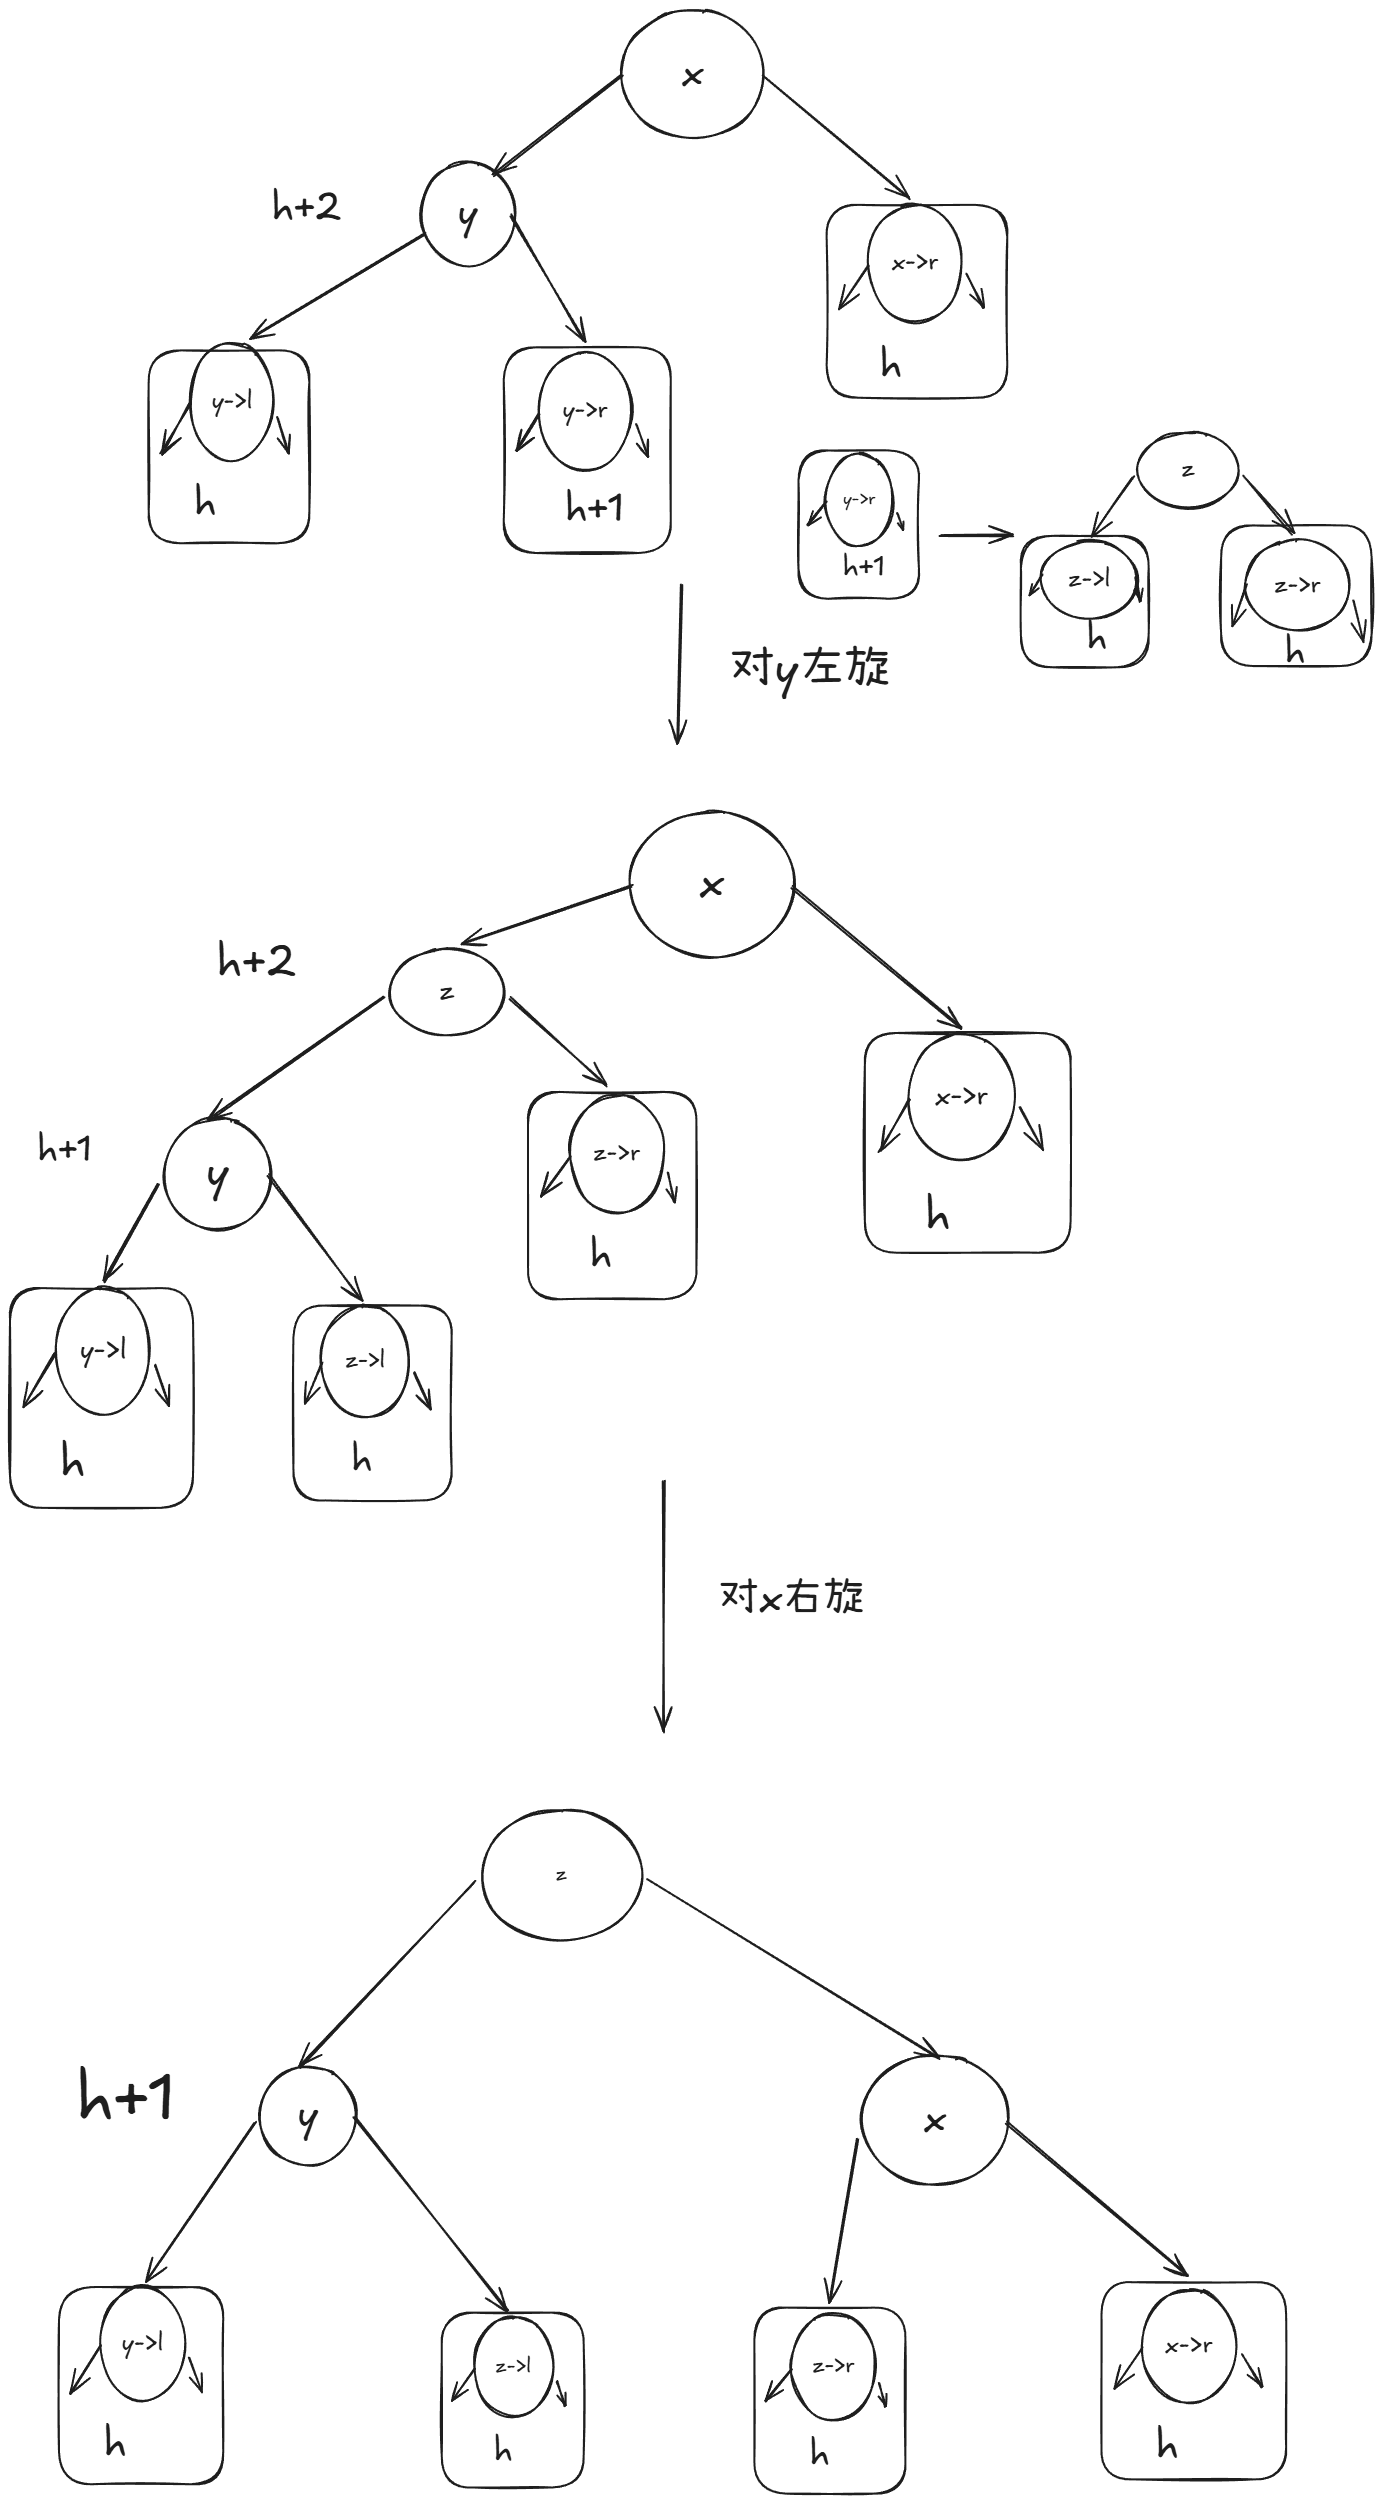 x
h+2
y
x->r
h
y->l
h
y->r
h+1
y->r
h+1
z
z->l
h
z->r
h
对y左旋
x
h+2
z
x->r
h
h+1
y
z->r
h
y->l
h
z->l
h
对x右旋
z
h+1
y
x
y->l
h
z->l
h
z->r
h
x->r
h